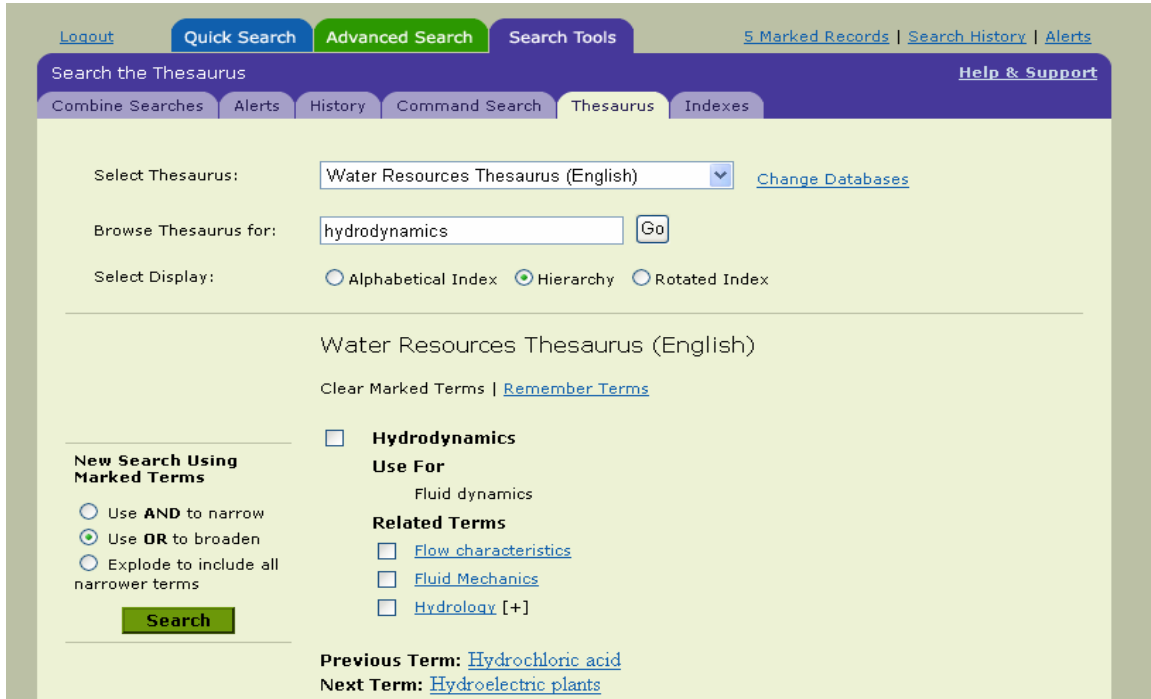 Logout Quick Search Advanced Search Search Tools 5 Marked Records | Search History | Alerts
Search the Thesaurus Help & Support
Combine Searches Alerts History Command Search Thesaurus Indexes
Select Thesaurus: Water Resources Thesaurus (English) Change Databases
Browse Thesaurus for: hydrodynamics Go
Select Display: Alphabetical Index Hierarchy Rotated Index
Water Resources Thesaurus (English)
Clear Marked Terms | Remember Terms
New Search Using
Marked Terms
Use AND to narrow
Use OR to broaden
Explode to include all
narrower terms
Search
Hydrodynamics
Use For
Fluid dynamics
Related Terms
Flow characteristics
Fluid Mechanics
Hydrology [+]
Previous Term: Hydrochloric acid
Next Term: Hydroelectric plants